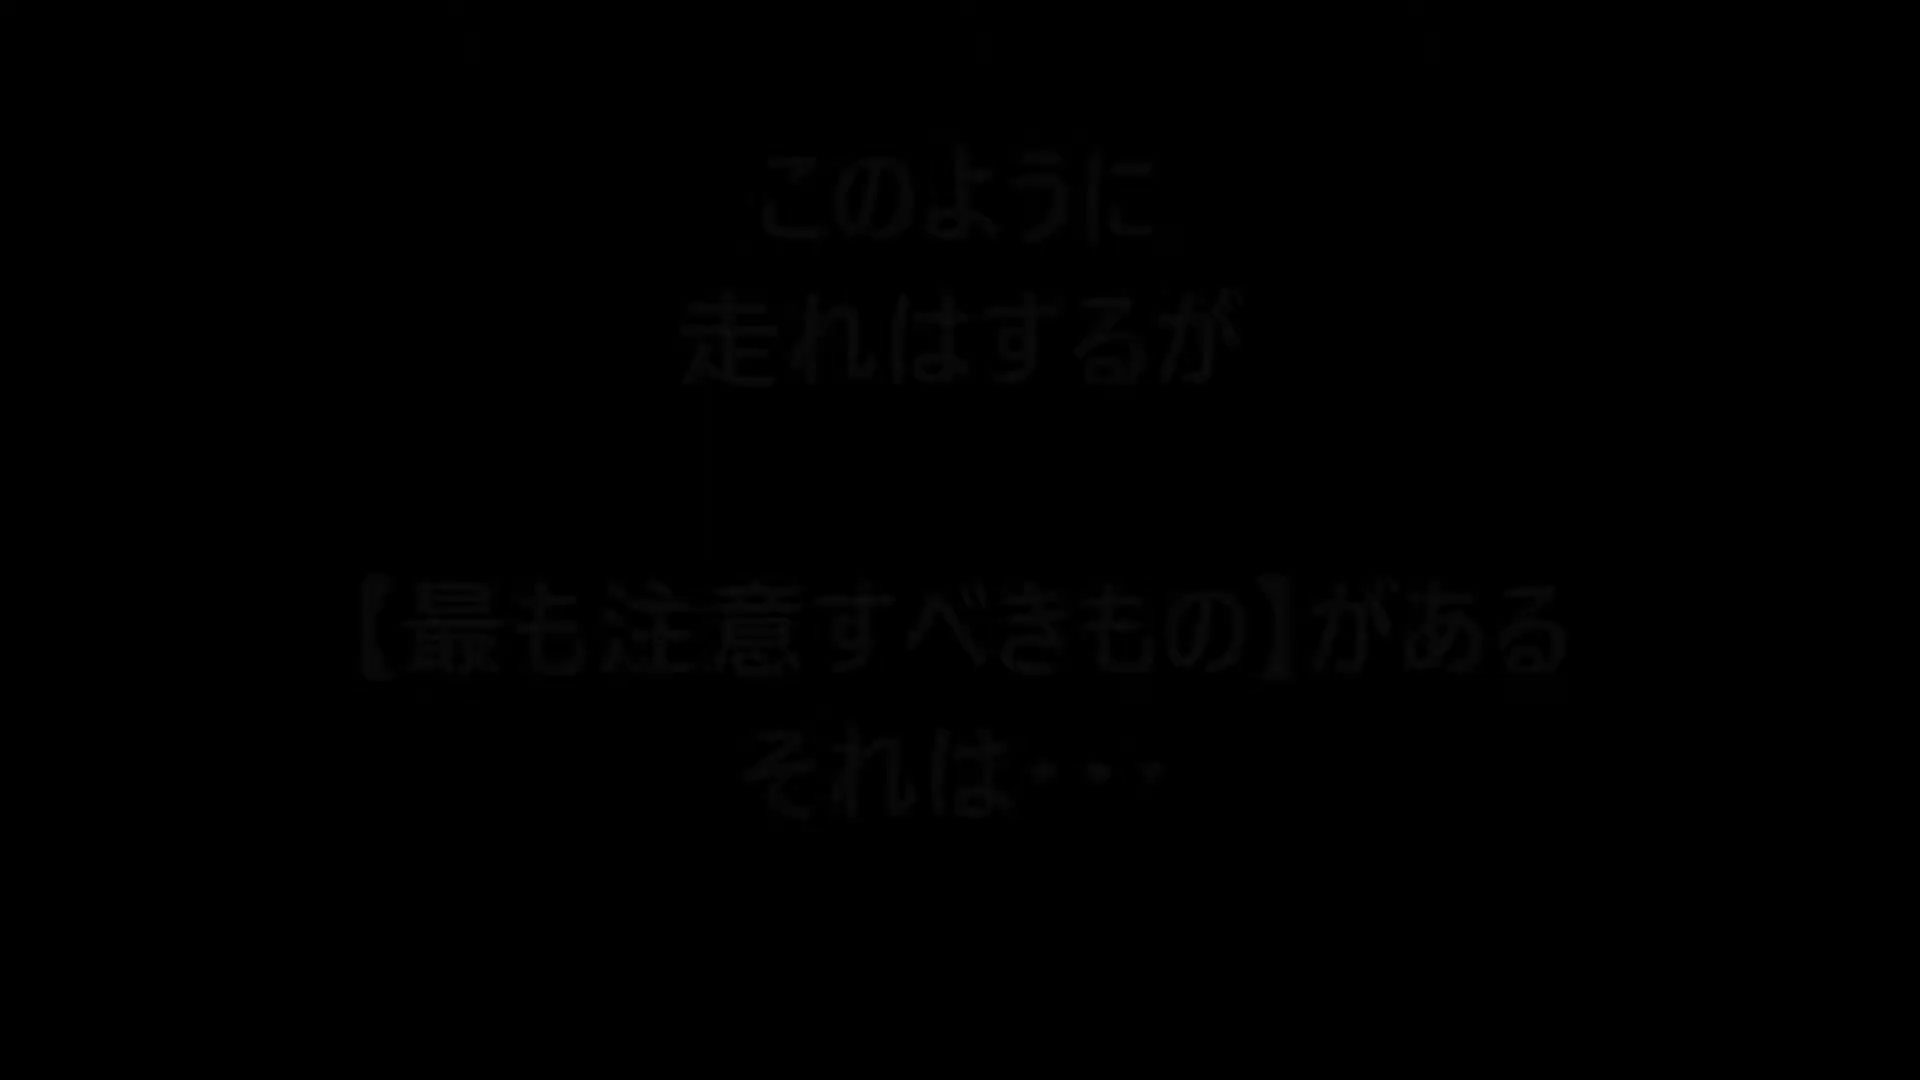 このように
走れはするが
【最も注意すべきもの】がある
それは・・・